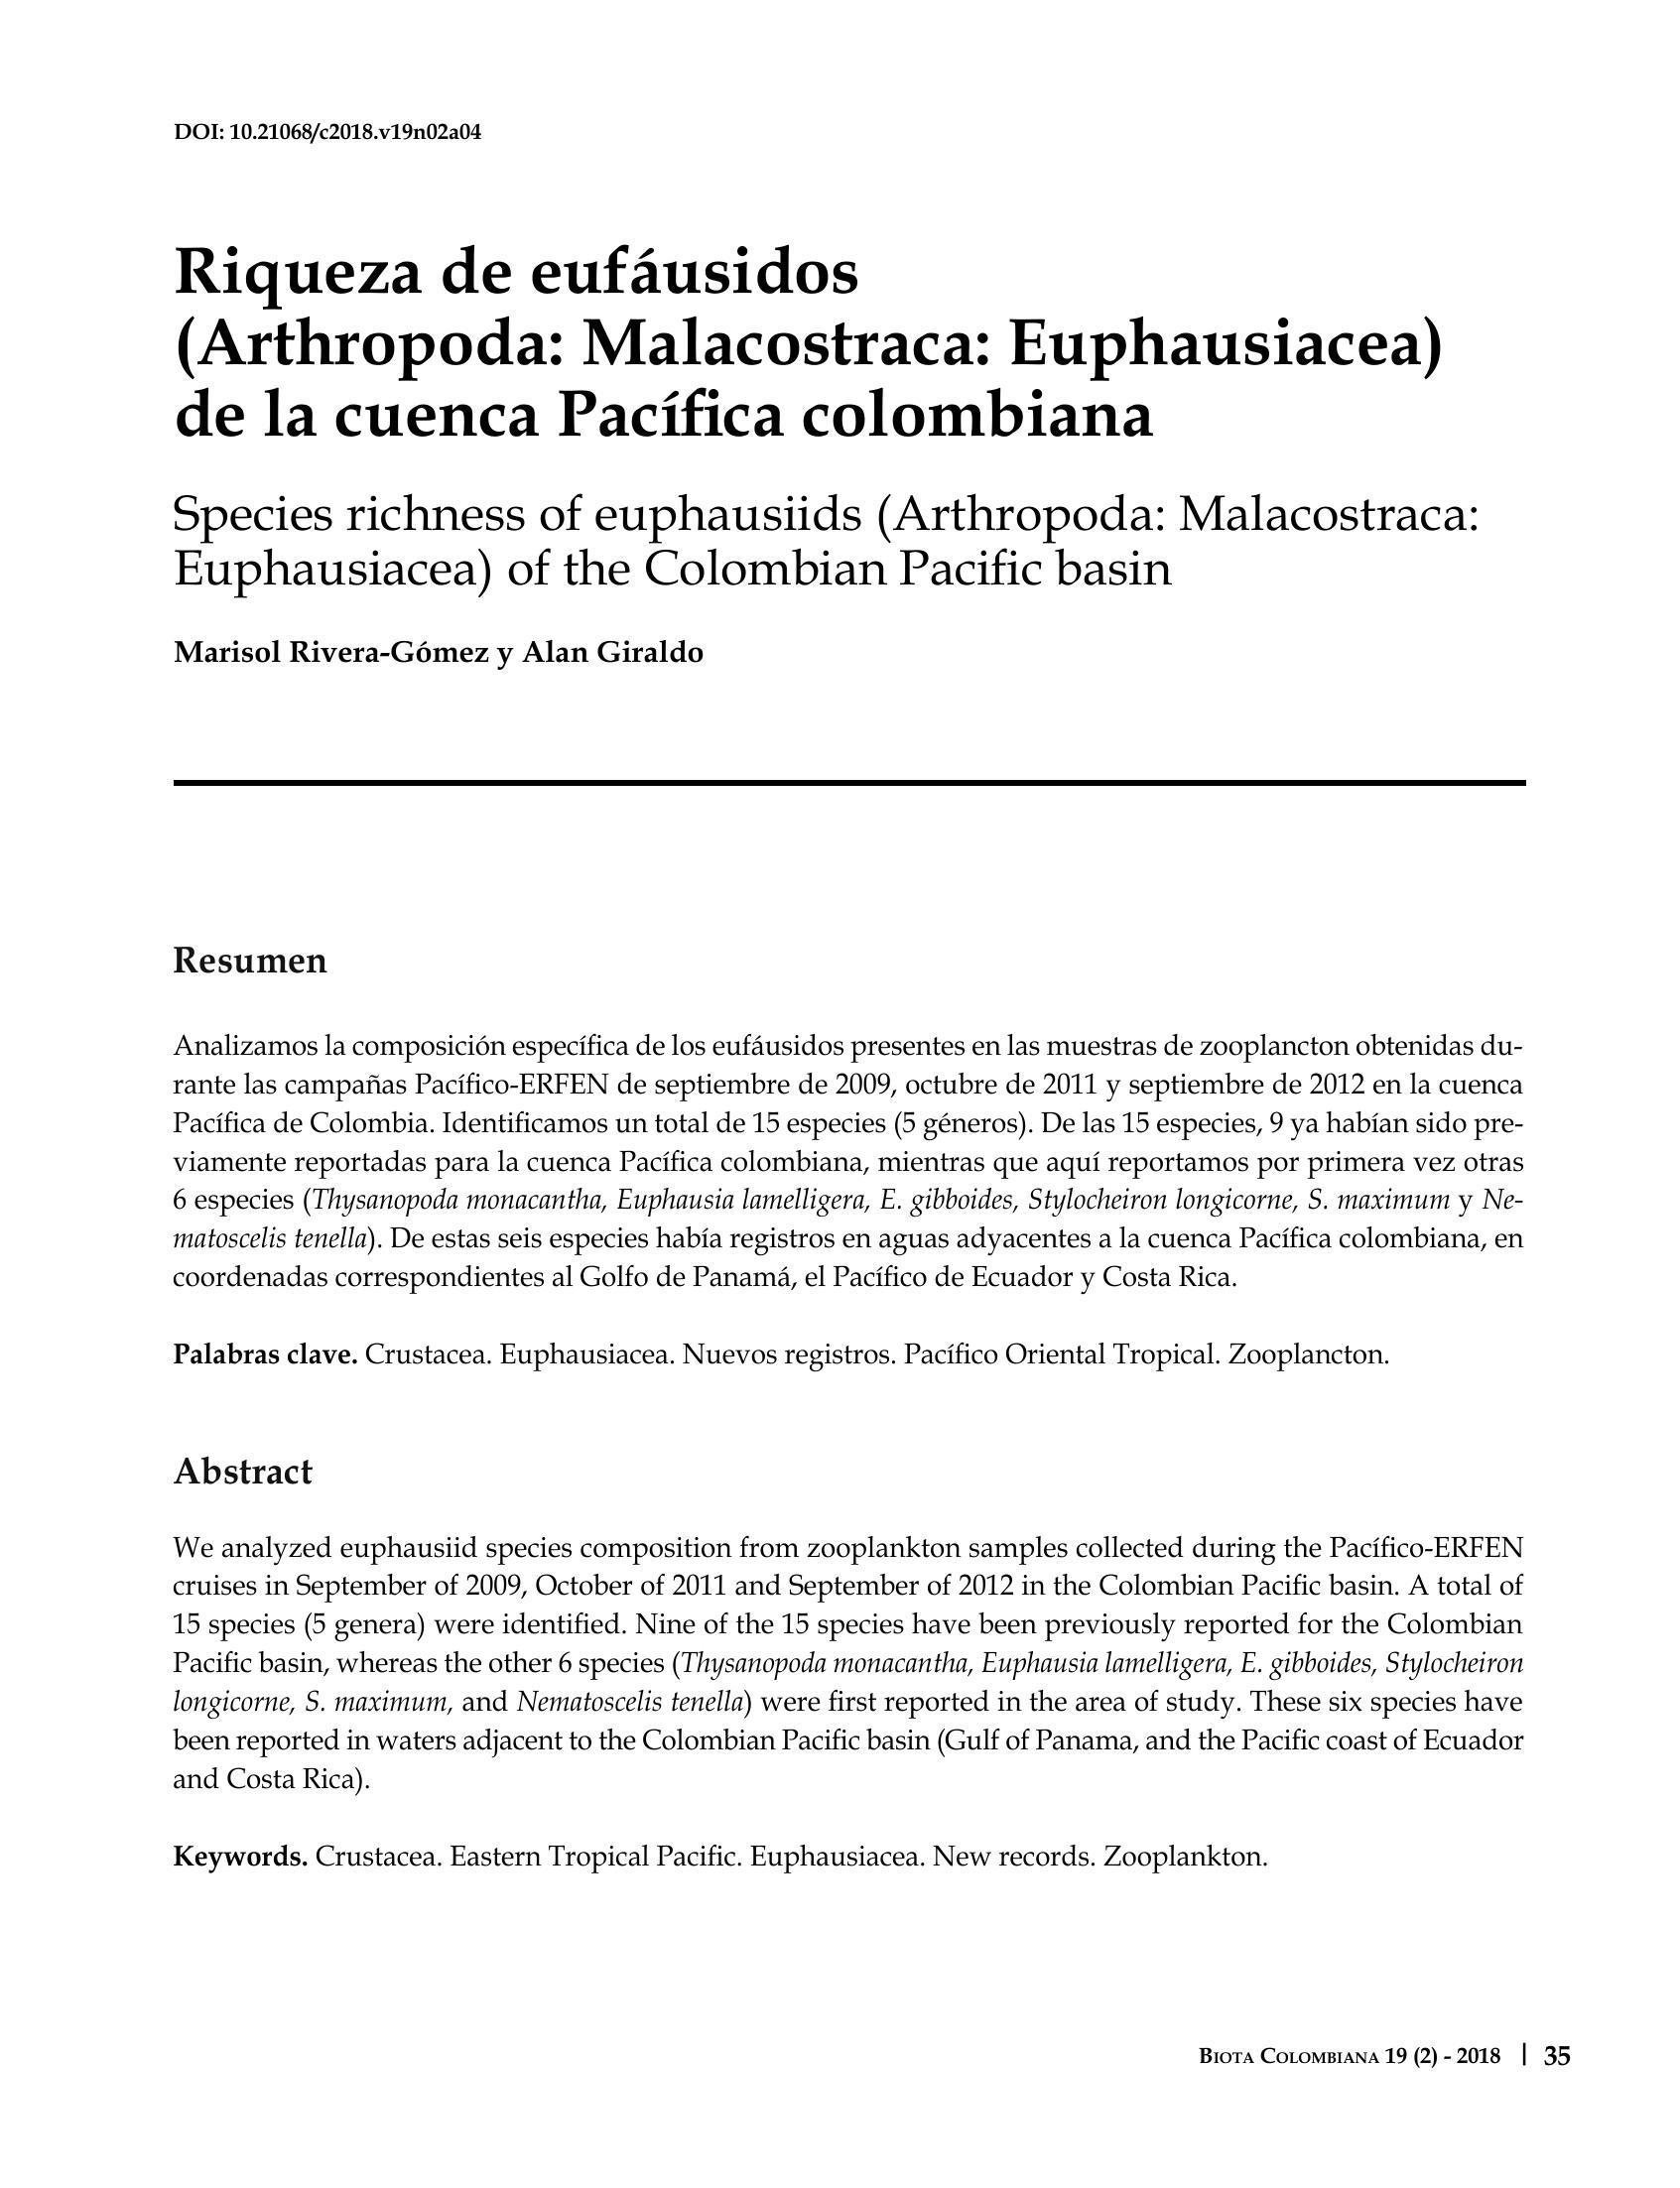 DOI: 10.21068/c2018.v19n02a04
Riqueza de eufáusidos
(Arthropoda: Malacostraca: Euphausiacea)
de la cuenca Pacífica colombiana
Species richness of euphausiids (Arthropoda: Malacostraca:
Euphausiacea) of the Colombian Pacific basin
Marisol Rivera-Gómez y Alan Giraldo
Resumen
Analizamos la composición específica de los eufáusidos presentes en las muestras de zooplancton obtenidas du-
rante las campañas Pacífico-ERFEN de septiembre de 2009, octubre de 2011 y septiembre de 2012 en la cuenca
Pacífica de Colombia. Identificamos un total de 15 especies (5 géneros). De las 15 especies, 9 ya habían sido pre-
viamente reportadas para la cuenca Pacífica colombiana, mientras que aquí reportamos por primera vez otras
6 especies (Thysanopoda monacantha, Euphausia lamelligera, E. gibboides, Stylocheiron longicorne, S. maximum y Ne-
matoscelis tenella). De estas seis especies había registros en aguas adyacentes a la cuenca Pacífica colombiana, en
coordenadas correspondientes al Golfo de Panamá, el Pacífico de Ecuador y Costa Rica.
Palabras clave. Crustacea. Euphausiacea. Nuevos registros. Pacífico Oriental Tropical. Zooplancton.
Abstract
We analyzed euphausiid species composition from zooplankton samples collected during the Pacífico-ERFEN
cruises in September of 2009, October of 2011 and September of 2012 in the Colombian Pacific basin. A total of
15 species (5 genera) were identified. Nine of the 15 species have been previously reported for the Colombian
Pacific basin, whereas the other 6 species (Thysanopoda monacantha, Euphausia lamelligera, E. gibboides, Stylocheiron
longicorne, S. maximum, and Nematoscelis tenella) were first reported in the area of study. These six species have
been reported in waters adjacent to the Colombian Pacific basin (Gulf of Panama, and the Pacific coast of Ecuador
and Costa Rica).
Keywords. Crustacea. Eastern Tropical Pacific. Euphausiacea. New records. Zooplankton.
Biota Colombiana 19 (2) - 2018 | 35